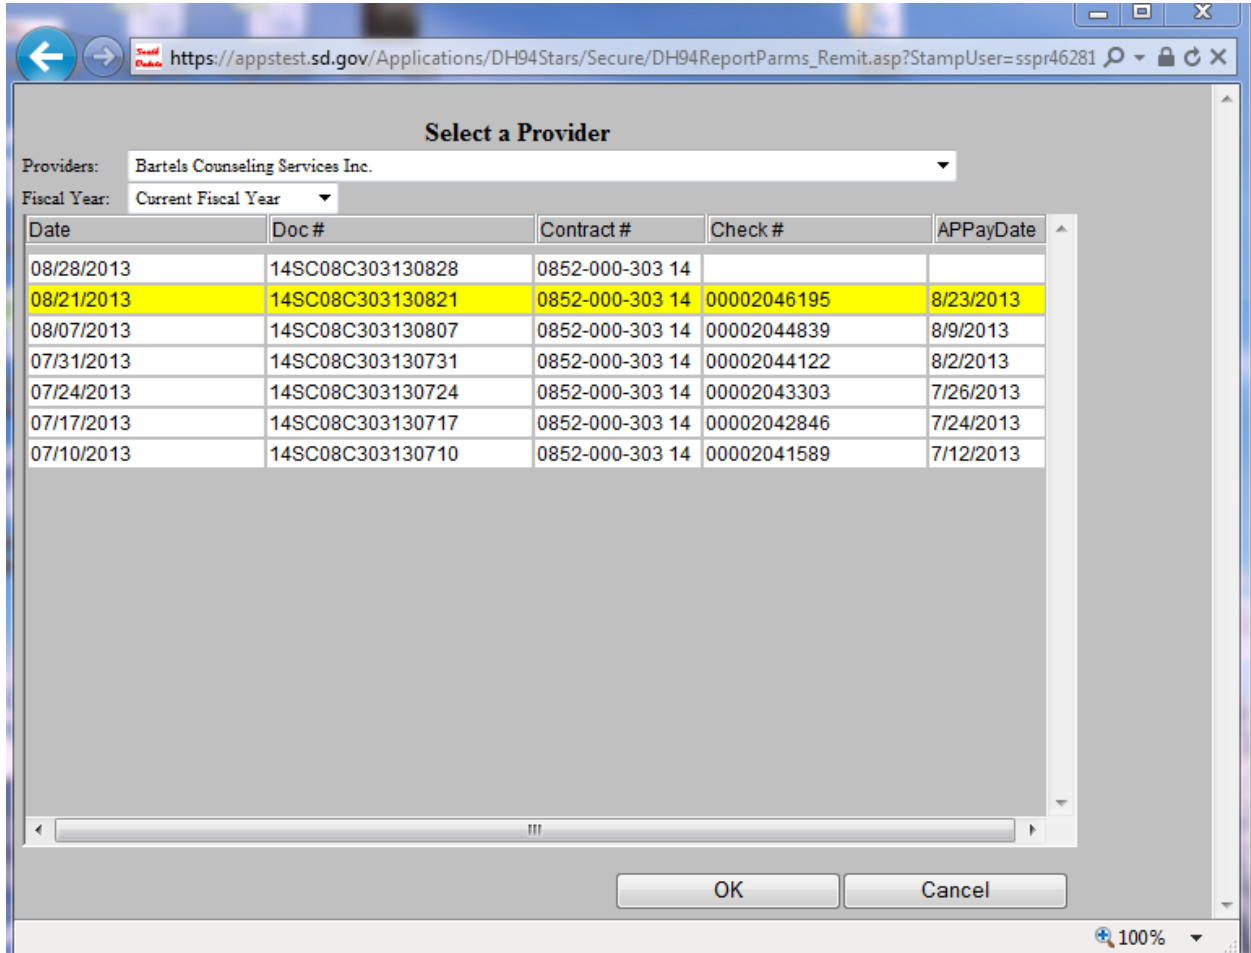 South Dakota https://appstest.sd.gov/Applications/DH94Stars/Secure/DH94ReportParms_Remit.asp?StampUser=sspr46281
Select a Provider
Providers: Bartels Counseling Services Inc.
Fiscal Year: Current Fiscal Year
Date Doc # Contract # Check # APPayDate
08/28/2013 14SC08C303130828 0852-000-303 14
08/21/2013 14SC08C303130821 0852-000-303 14 00002046195 8/23/2013
08/07/2013 14SC08C303130807 0852-000-303 14 00002044839 8/9/2013
07/31/2013 14SC08C303130731 0852-000-303 14 00002044122 8/2/2013
07/24/2013 14SC08C303130724 0852-000-303 14 00002043303 7/26/2013
07/17/2013 14SC08C303130717 0852-000-303 14 00002042846 7/24/2013
07/10/2013 14SC08C303130710 0852-000-303 14 00002041589 7/12/2013
OK Cancel
100%